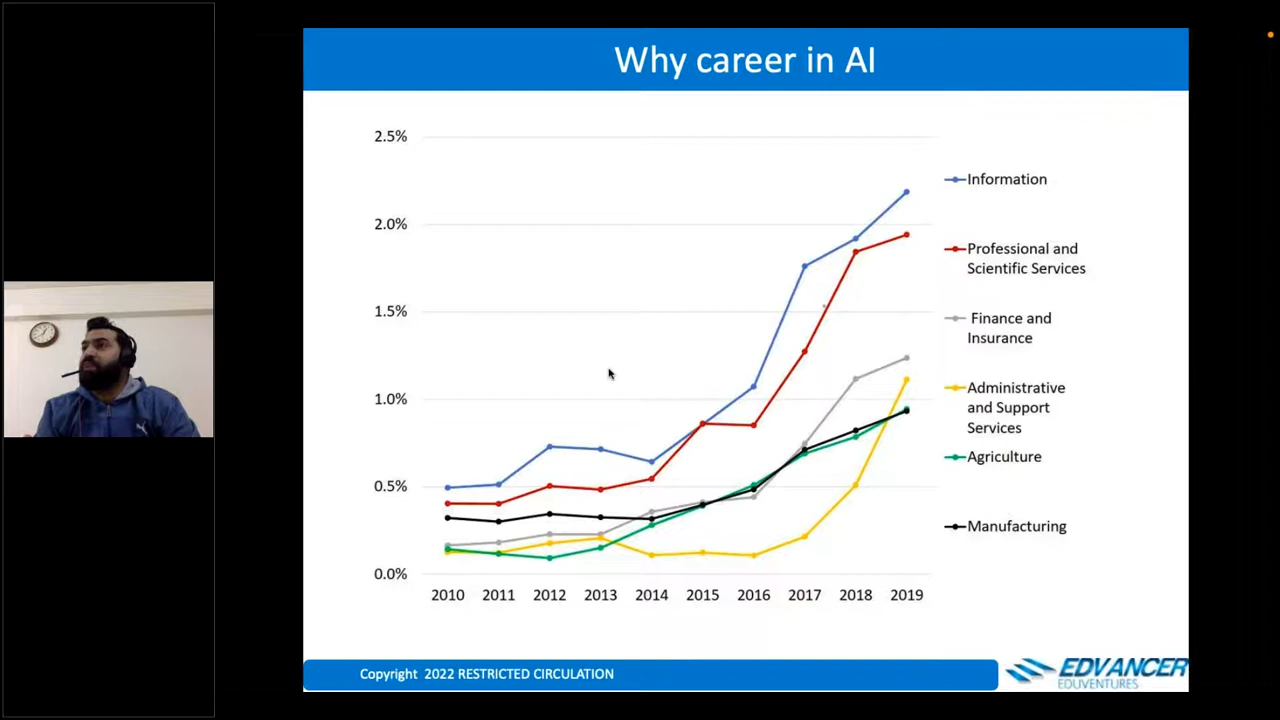 Why career in AI
2.5%
2.0%
1.5%
1.0%
0.5%
0.0%
2010 2011 2012 2013 2014 2015 2016 2017 2018 2019
Information
Professional and
Scientific Services
Finance and
Insurance
Administrative
and Support
Services
Agriculture
Manufacturing
Copyright 2022 RESTRICTED CIRCULATION
EDVANCER
EDUVENTURES